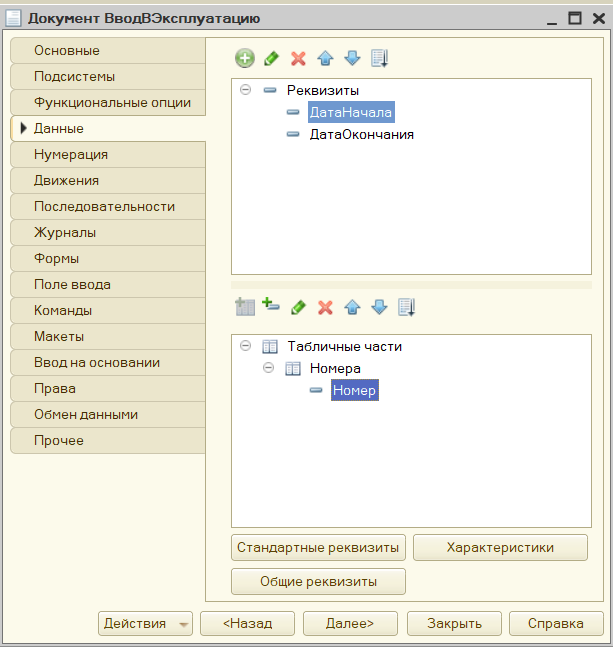 Документ ВводВЭксплуатацию
Основные
Подсистемы
Функциональные опции
Данные
Нумерация
Движения
Последовательности
Журналы
Формы
Поле ввода
Команды
Макеты
Ввод на основании
Права
Обмен данными
Прочее
Реквизиты
ДатаНачала
ДатаОкончания
Табличные части
Номера
Номер
Стандартные реквизиты
Характеристики
Общие реквизиты
Действия
<Назад
Далее>
Закрыть
Справка